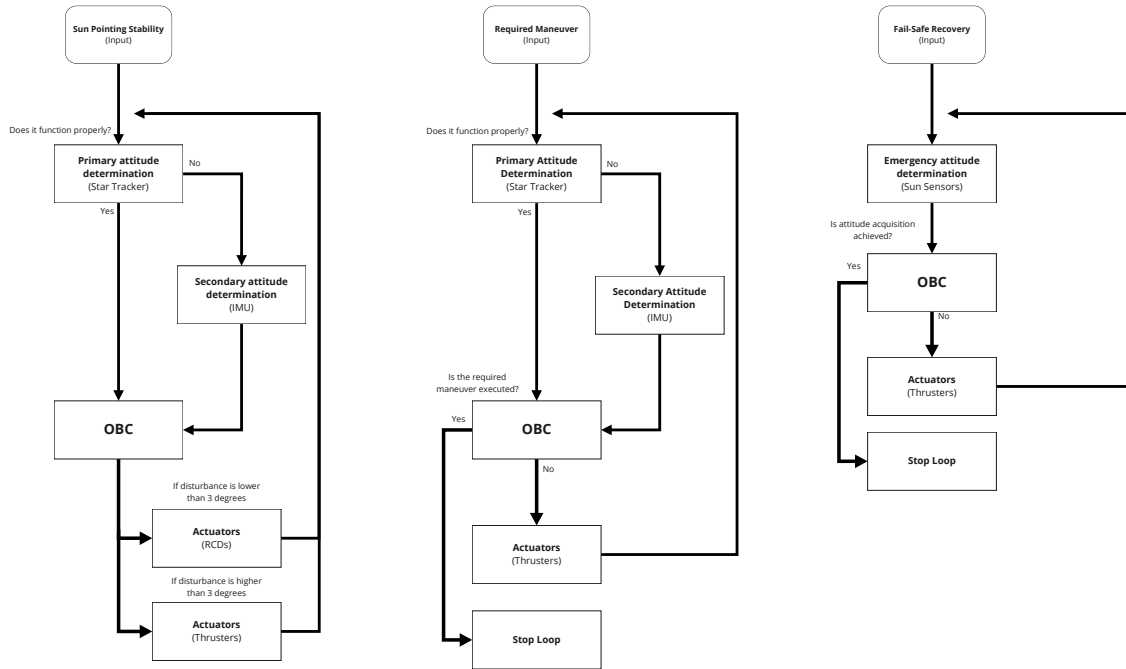 Sun Pointing Stability
(Input)
Does it function properly?
Primary attitude
determination
(Star Tracker)
No
Yes
Secondary attitude
determination
(IMU)
OBC
If disturbance is lower
than 3 degrees
Actuators
(RCDs)
If disturbance is higher
than 3 degrees
Actuators
(Thrusters)
Required Maneuver
(Input)
Does it function properly?
Primary Attitude
Determination
(Star Tracker)
No
Yes
Secondary Attitude
Determination
(IMU)
Is the required
maneuver executed?
Yes
OBC
No
Actuators
(Thrusters)
Stop Loop
Fail-Safe Recovery
(Input)
Emergency attitude
determination
(Sun Sensors)
Is attitude acquisition
achieved?
Yes
OBC
No
Actuators
(Thrusters)
Stop Loop